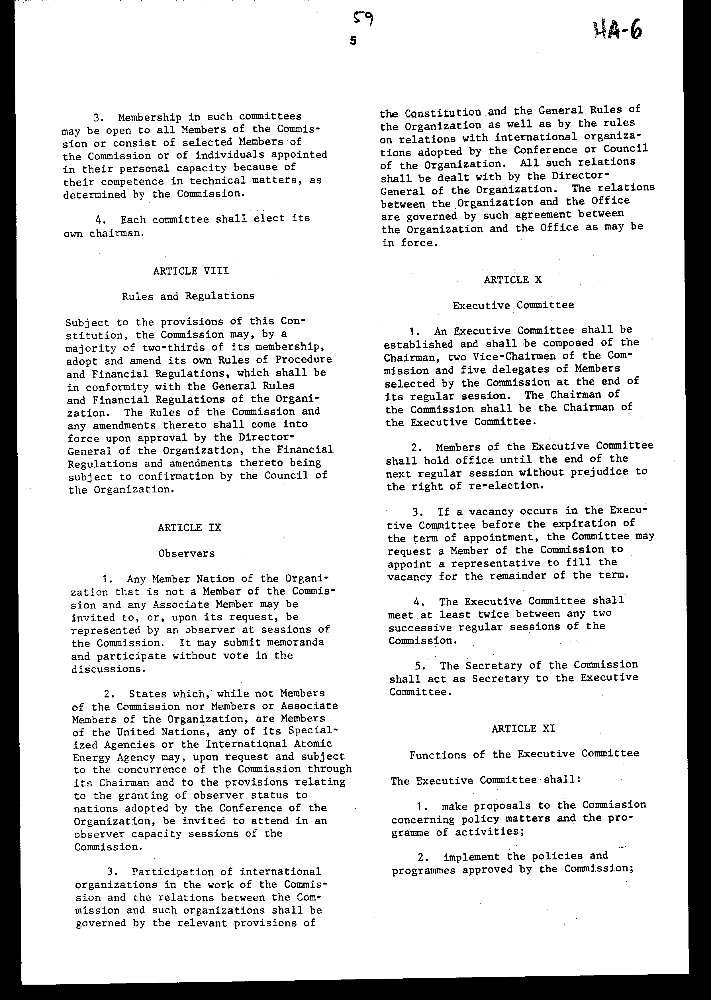 59
HA-6
5
3. Membership in such committees
may be open to all Members of the Commis-
sion or consist of selected Members of
the Commission or of individuals appointed
in their personal capacity because of
their competence in technical matters, as
determined by the Commission.
4. Each committee shall elect its
own chairman.
ARTICLE VIII
Rules and Regulations
Subject to the provisions of this Con-
stitution, the Commission may, by a
majority of two-thirds of its membership,
adopt and amend its own Rules of Procedure
and Financial Regulations, which shall be
in conformity with the General Rules
and Financial Regulations of the Organi-
zation. The Rules of the Commission and
any amendments thereto shall come into
force upon approval by the Director-
General of the Organization, the Financial
Regulations and amendments thereto being
subject to confirmation by the Council of
the Organization.
ARTICLE IX
Observers
1. Any Member Nation of the Organi-
zation that is not a Member of the Commis-
sion and any Associate Member may be
invited to, or, upon its request, be
represented by an observer at sessions of
the Commission. It may submit memoranda
and participate without vote in the
discussions.
2. States which, while not Members
of the Commission nor Members or Associate
Members of the Organization, are Members
of the United Nations, any of its Special-
ized Agencies or the International Atomic
Energy Agency may, upon request and subject
to the concurrence of the Commission through
its Chairman and to the provisions relating
to the granting of observer status to
nations adopted by the Conference of the
Organization, be invited to attend in an
observer capacity sessions of the
Commission.
3. Participation of international
organizations in the work of the Commis-
sion and the relations between the Com-
mission and such organizations shall be
governed by the relevant provisions of
the Constitution and the General Rules of
the Organization as well as by the rules
on relations with international organiza-
tions adopted by the Conference or Council
of the Organization. All such relations
shall be dealt with by the Director-
General of the Organization. The relations
between the Organization and the Office
are governed by such agreement between
the Organization and the Office as may be
in force.
ARTICLE X
Executive Committee
1. An Executive Committee shall be
established and shall be composed of the
Chairman, two Vice-Chairmen of the Com-
mission and five delegates of Members
selected by the Commission at the end of
its regular session. The Chairman of
the Commission shall be the Chairman of
the Executive Committee.
2. Members of the Executive Committee
shall hold office until the end of the
next regular session without prejudice to
the right of re-election.
3. If a vacancy occurs in the Execu-
tive Committee before the expiration of
the term of appointment, the Committee may
request a Member of the Commission to
appoint a representative to fill the
vacancy for the remainder of the term.
4. The Executive Committee shall
meet at least twice between any two
successive regular sessions of the
Commission.
5. The Secretary of the Commission
shall act as Secretary to the Executive
Committee.
ARTICLE XI
Functions of the Executive Committee
The Executive Committee shall:
1. make proposals to the Commission
concerning policy matters and the pro-
gramme of activities;
2. implement the policies and
programmes approved by the Commission;